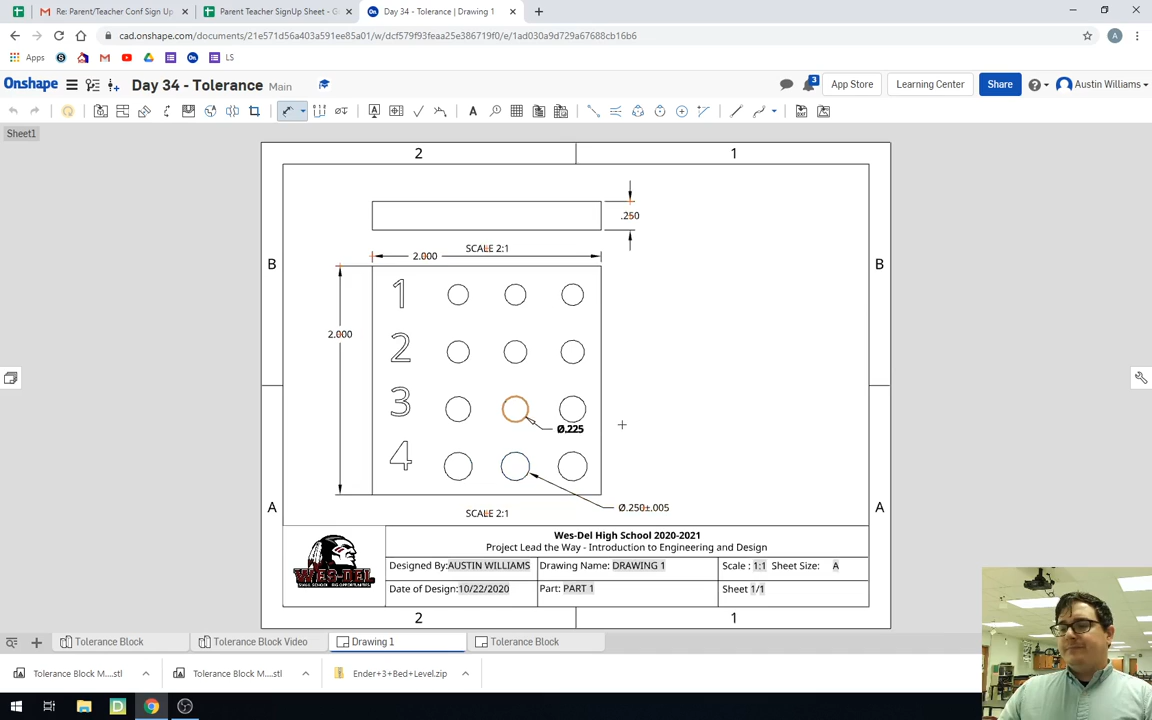 Re: Parent/Teacher Conf Sign Up
Parent Teacher SignUp Sheet - G
Day 34 - Tolerance | Drawing 1
cad.onshape.com/documents/21e571d56a403a591ee85a01/w/dcf579f93feaa25e386719f0/e/1ad030a9d729a67688cb16b6
A
Apps
LS
Onshape
Day 34 - Tolerance Main
3
App Store
Learning Center
Share
Austin Williams
Sheet1
2
1
.250
SCALE 2:1
2.000
B
B
1
2
2.000
3
Ø.225
4
A
A
Ø.250±.005
SCALE 2:1
Wes-Del High School 2020-2021
Project Lead the Way - Introduction to Engineering and Design
WES-DEL
Designed By:AUSTIN WILLIAMS
Drawing Name: DRAWING 1
Scale : 1:1 Sheet Size: A
Date of Design:10/22/2020
Part: PART 1
Sheet 1/1
2
1
Tolerance Block
Tolerance Block Video
Drawing 1
Tolerance Block
Tolerance Block M....stl
Tolerance Block M....stl
Ender+3+Bed+Level.zip